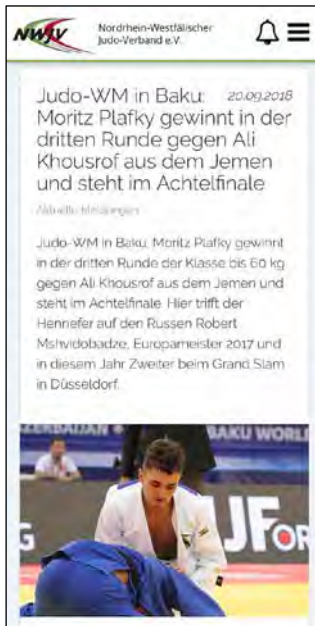 NWJV
Nordrhein-Westfälischer
Judo-Verband e.V.
Judo-WM in Baku: 20.09.2018
Moritz Plafky gewinnt in der
dritten Runde gegen Ali
Khousrof aus dem Jemen
und steht im Achtelfinale
Aktuelle Meldungen
Judo-WM in Baku: Moritz Plafky gewinnt
in der dritten Runde der Klasse bis 60 kg
gegen Ali Khousrof aus dem Jemen und
steht im Achtelfinale. Hier trifft der
Hennefer auf den Russen Robert
Mshvidobadze, Europameister 2017 und
in diesem Jahr Zweiter beim Grand Slam
in Düsseldorf.
BAKU WORL
G JFOR